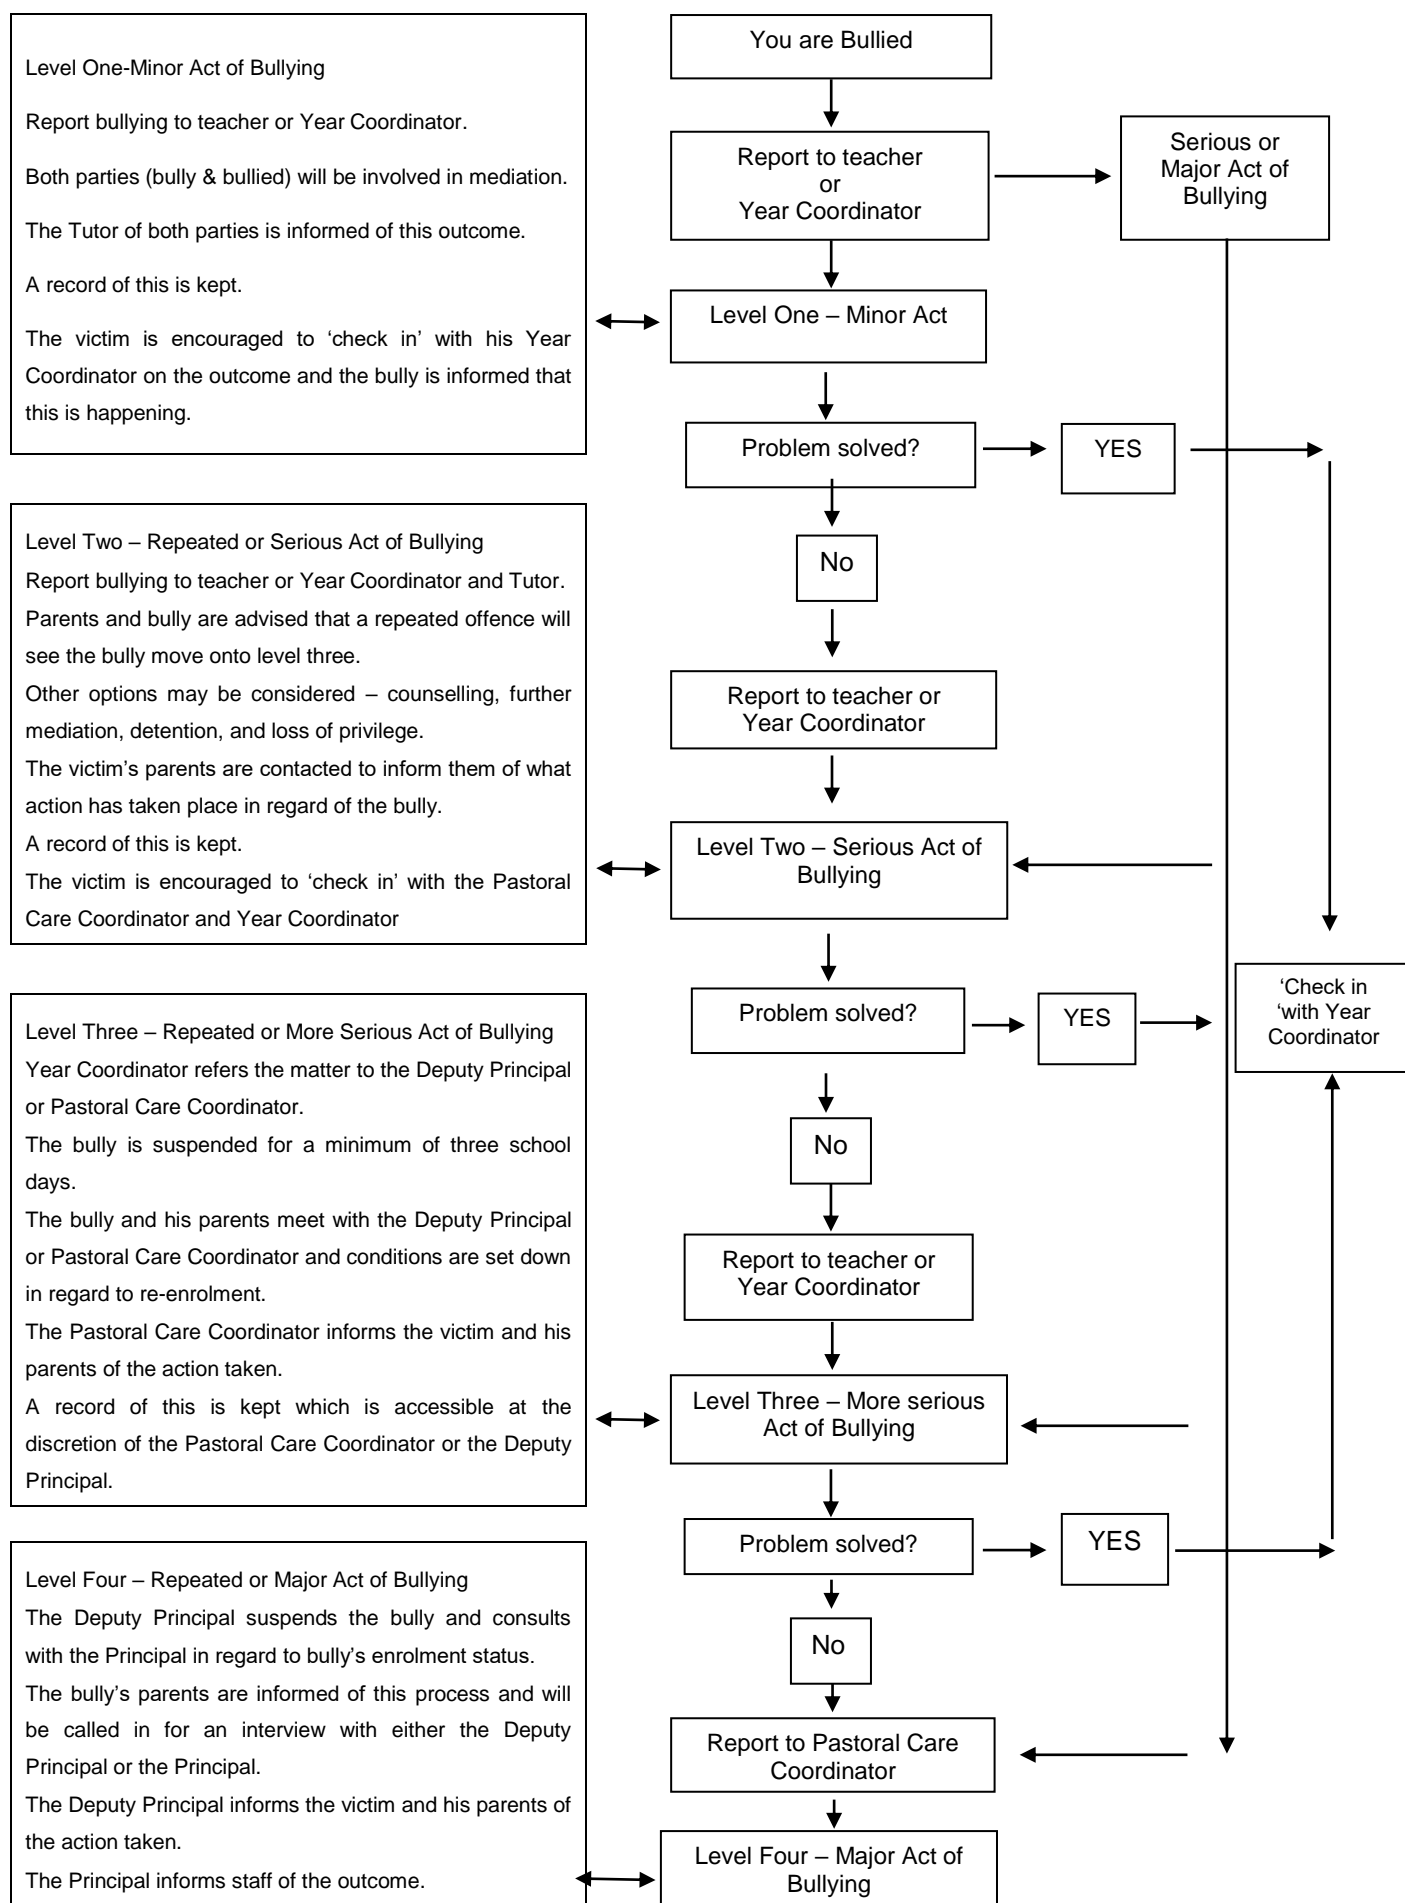 Level One-Minor Act of Bullying
Report bullying to teacher or Year Coordinator.
Both parties (bully & bullied) will be involved in mediation.
The Tutor of both parties is informed of this outcome.
A record of this is kept.
The victim is encouraged to ‘check in’ with his Year
Coordinator on the outcome and the bully is informed that
this is happening.
Level Two – Repeated or Serious Act of Bullying
Report bullying to teacher or Year Coordinator and Tutor.
Parents and bully are advised that a repeated offence will
see the bully move onto level three.
Other options may be considered – counselling, further
mediation, detention, and loss of privilege.
The victim’s parents are contacted to inform them of what
action has taken place in regard of the bully.
A record of this is kept.
The victim is encouraged to ‘check in’ with the Pastoral
Care Coordinator and Year Coordinator
Level Three – Repeated or More Serious Act of Bullying
Year Coordinator refers the matter to the Deputy Principal
or Pastoral Care Coordinator.
The bully is suspended for a minimum of three school
days.
The bully and his parents meet with the Deputy Principal
or Pastoral Care Coordinator and conditions are set down
in regard to re-enrolment.
The Pastoral Care Coordinator informs the victim and his
parents of the action taken.
A record of this is kept which is accessible at the
discretion of the Pastoral Care Coordinator or the Deputy
Principal.
Level Four – Repeated or Major Act of Bullying
The Deputy Principal suspends the bully and consults
with the Principal in regard to bully’s enrolment status.
The bully’s parents are informed of this process and will
be called in for an interview with either the Deputy
Principal or the Principal.
The Deputy Principal informs the victim and his parents of
the action taken.
The Principal informs staff of the outcome.
You are Bullied
Report to teacher
or
Year Coordinator
Serious or
Major Act of
Bullying
Level One – Minor Act
Problem solved?
YES
No
Report to teacher or
Year Coordinator
Level Two – Serious Act of
Bullying
Problem solved?
YES
‘Check in
‘with Year
Coordinator
No
Report to teacher or
Year Coordinator
Level Three – More serious
Act of Bullying
Problem solved?
YES
No
Report to Pastoral Care
Coordinator
Level Four – Major Act of
Bullying